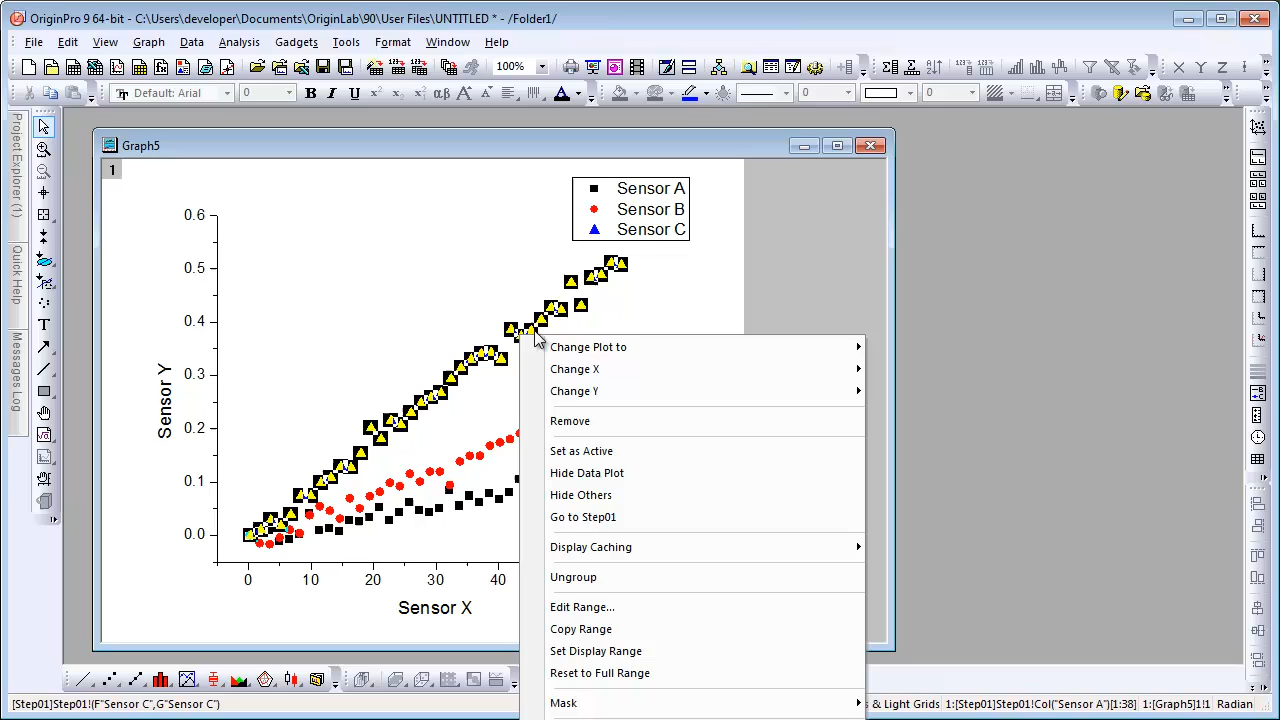 OriginPro 9 64-bit - C:\Users\developer\Documents\OriginLab\90\User Files\UNTITLED * - /Folder1/
File Edit View Graph Data Analysis Gadgets Tools Format Window Help
100%
Default: Arial 0 B I U 0 0
Project Explorer (1)
Quick Help
Messages Log
Graph5
1
Sensor A
Sensor B
Sensor C
0.6
0.5
0.4
0.3
0.2
0.1
0.0
Sensor Y
0 10 20 30 40
Sensor X
Change Plot to
Change X
Change Y
Remove
Set as Active
Hide Data Plot
Hide Others
Go to Step01
Display Caching
Ungroup
Edit Range...
Copy Range
Set Display Range
Reset to Full Range
Mask
[Step01]Step01!(F"Sensor C",G"Sensor C") & Light Grids 1:[Step01]Step01!Col("Sensor A")[1:38] 1:[Graph5]1!1 Radian